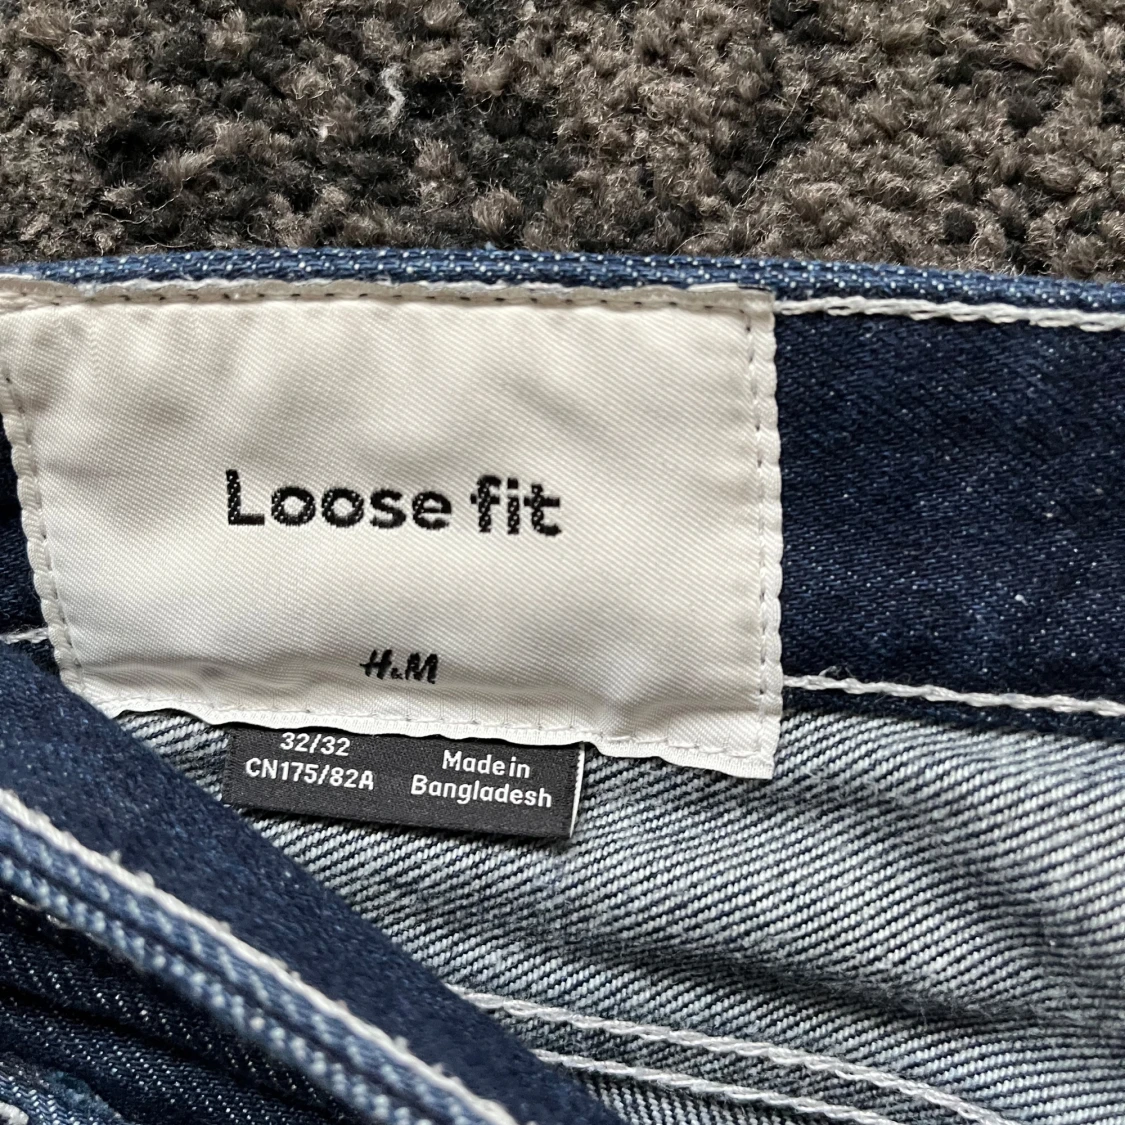 Loose fit
H&M
32/32
CN175/82A
Made in
Bangladesh